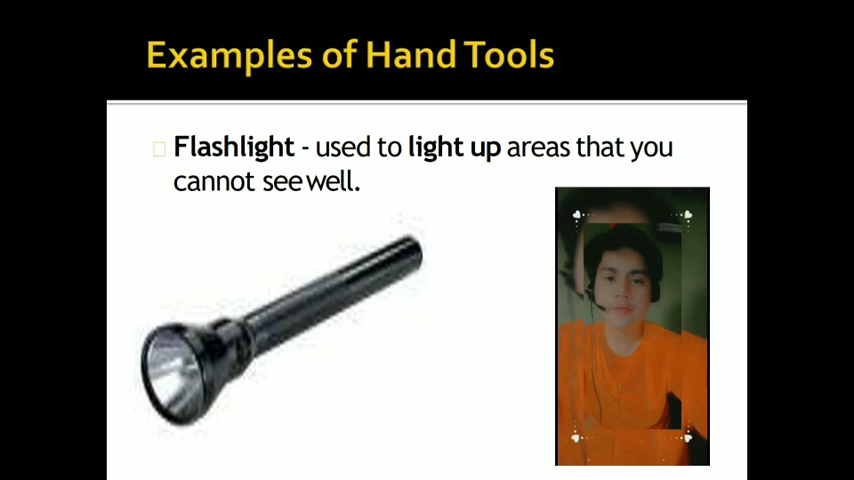 Examples of Hand Tools
Flashlight - used to light up areas that you
cannot see well.